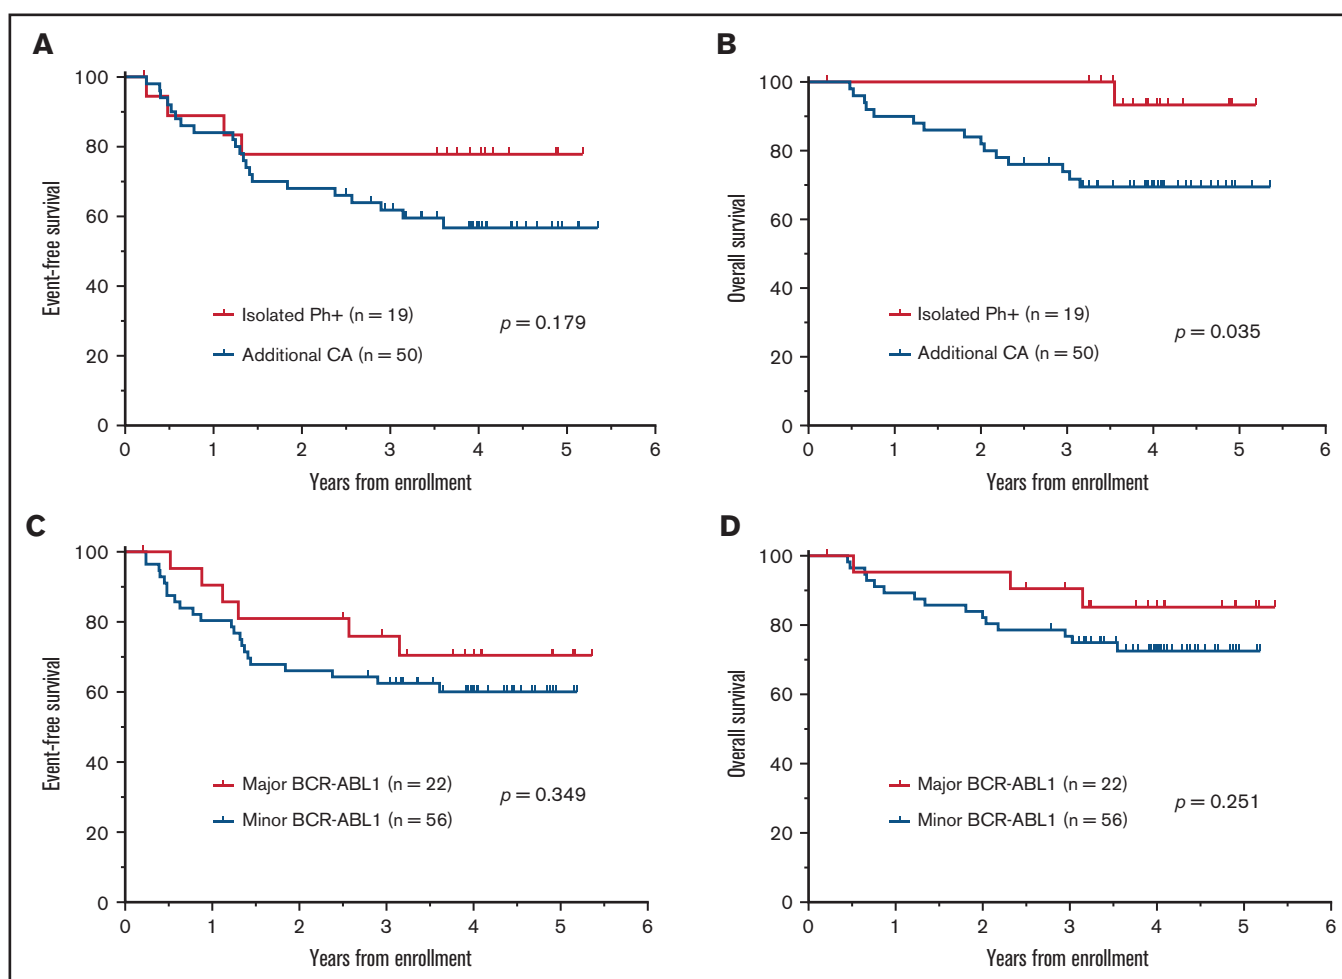 A
100
80
60
40
20
0
Event-free survival
Isolated Ph+ (n = 19)
Additional CA (n = 50)
p = 0.179
0 1 2 3 4 5 6
Years from enrollment
B
100
80
60
40
20
0
Overall survival
Isolated Ph+ (n = 19)
Additional CA (n = 50)
p = 0.035
0 1 2 3 4 5 6
Years from enrollment
C
100
80
60
40
20
0
Event-free survival
Major BCR-ABL1 (n = 22)
Minor BCR-ABL1 (n = 56)
p = 0.349
0 1 2 3 4 5 6
Years from enrollment
D
100
80
60
40
20
0
Overall survival
Major BCR-ABL1 (n = 22)
Minor BCR-ABL1 (n = 56)
p = 0.251
0 1 2 3 4 5 6
Years from enrollment